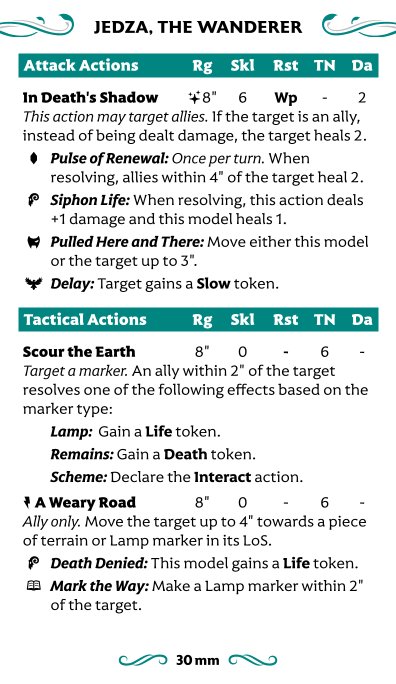 JEDZA, THE WANDERER
Attack Actions Rg Skl Rst TN Da
In Death's Shadow 8" 6 Wp - 2
This action may target allies. If the target is an ally,
instead of being dealt damage, the target heals 2.
Pulse of Renewal: Once per turn. When
resolving, allies within 4" of the target heal 2.
Siphon Life: When resolving, this action deals
+1 damage and this model heals 1.
Pulled Here and There: Move either this model
or the target up to 3".
Delay: Target gains a Slow token.
Tactical Actions Rg Skl Rst TN Da
Scour the Earth 8" 0 - 6 -
Target a marker. An ally within 2" of the target
resolves one of the following effects based on the
marker type:
Lamp: Gain a Life token.
Remains: Gain a Death token.
Scheme: Declare the Interact action.
A Weary Road 8" 0 - 6 -
Ally only. Move the target up to 4" towards a piece
of terrain or Lamp marker in its LoS.
Death Denied: This model gains a Life token.
Mark the Way: Make a Lamp marker within 2"
of the target.
30 mm